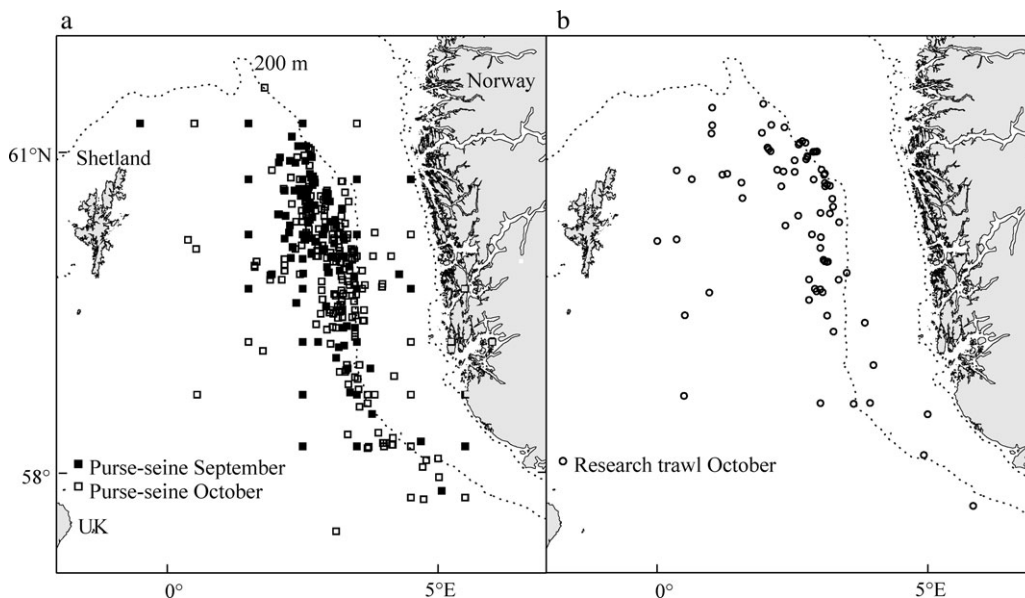 a
b
200 m
Norway
61°N
Shetland
Purse-seine September
Purse-seine October
Research trawl October
58°
UK
0°
5°E
0°
5°E